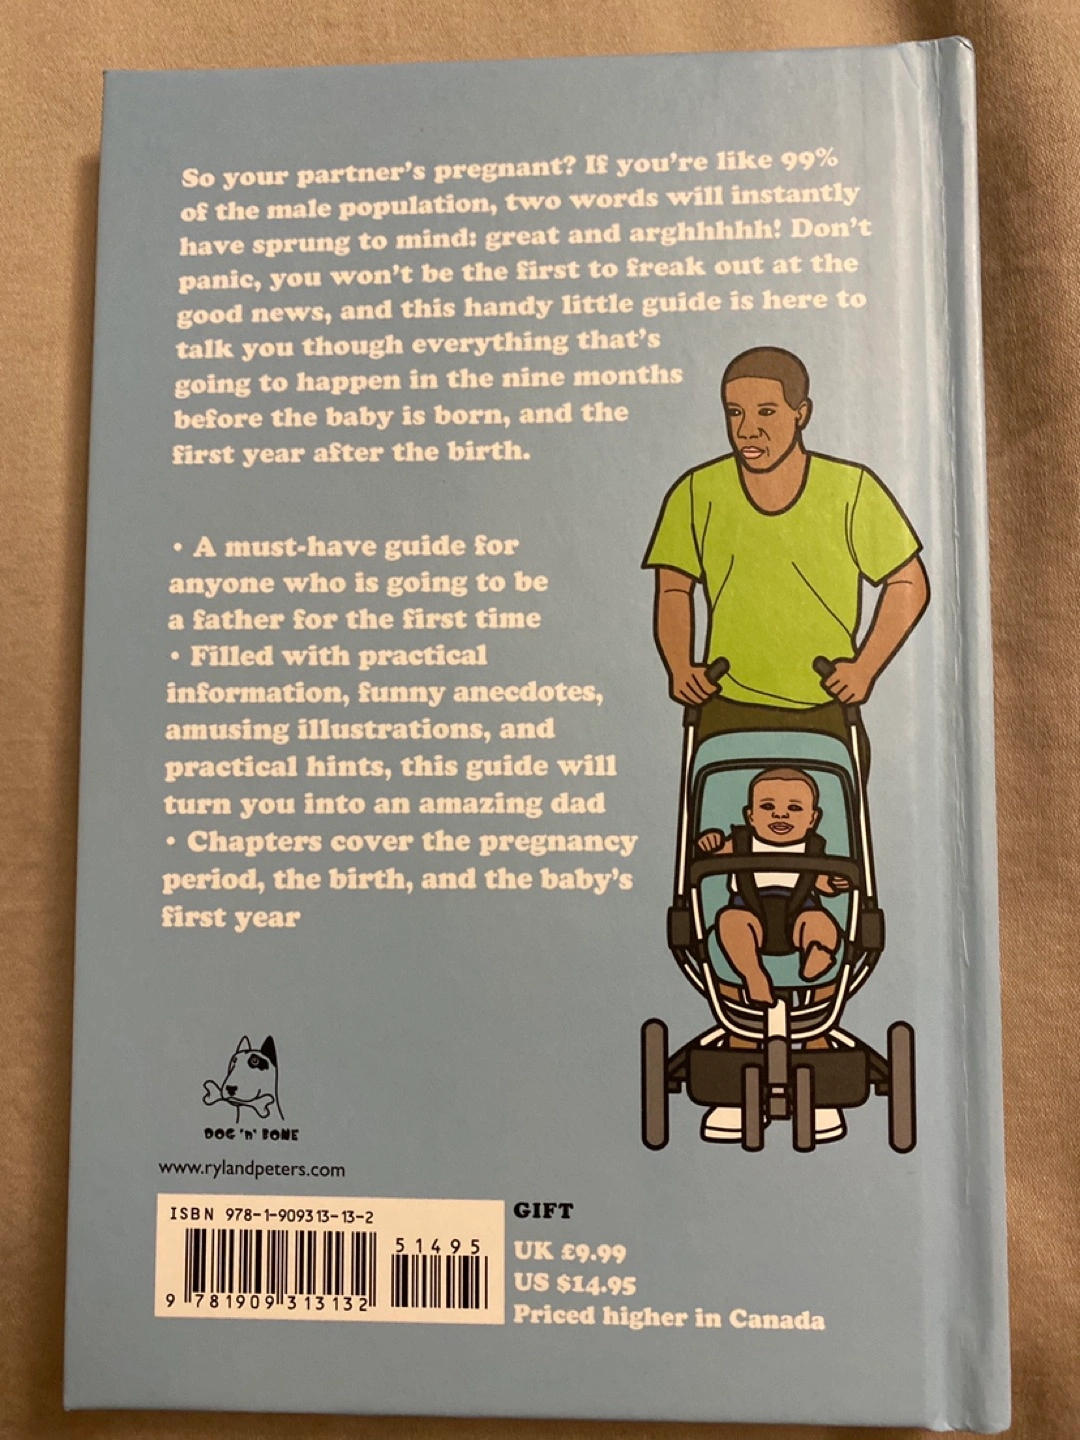 So your partner's pregnant? If you're like 99%
of the male population, two words will instantly
have sprung to mind: great and arghhhhh! Don't
panic, you won't be the first to freak out at the
good news, and this handy little guide is here to
talk you though everything that's
going to happen in the nine months
before the baby is born, and the
first year after the birth.
• A must-have guide for
anyone who is going to be
a father for the first time
• Filled with practical
information, funny anecdotes,
amusing illustrations, and
practical hints, this guide will
turn you into an amazing dad
• Chapters cover the pregnancy
period, the birth, and the baby's
first year
DOG 'n' BONE
www.rylandpeters.com
ISBN 978-1-909313-13-2
51495
9 781909 313132
GIFT
UK £9.99
US $14.95
Priced higher in Canada